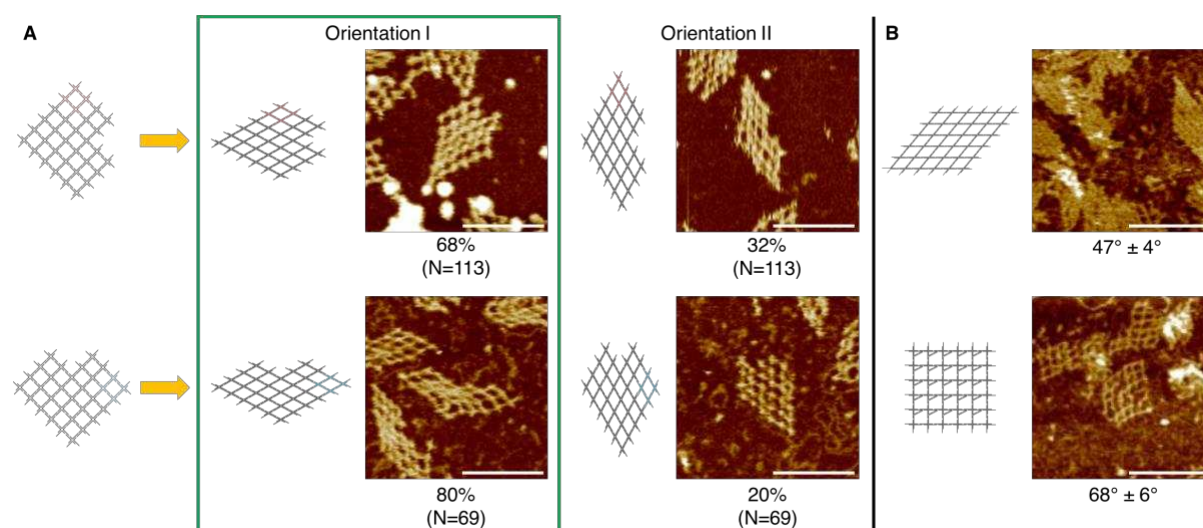 A
Orientation I
Orientation II
B
68%
(N=113)
32%
(N=113)
47° ± 4°
80%
(N=69)
20%
(N=69)
68° ± 6°